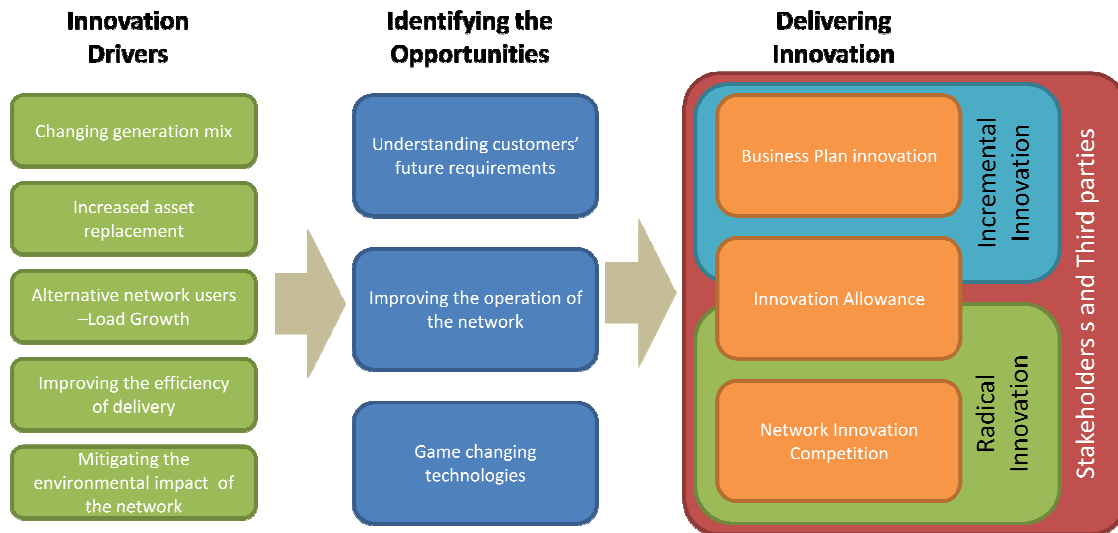 Innovation
Drivers
Changing generation mix
Increased asset
replacement
Alternative network users
–Load Growth
Improving the efficiency
of delivery
Mitigating the
environmental impact of
the network
Identifying the
Opportunities
Understanding customers’
future requirements
Improving the operation of
the network
Game changing
technologies
Delivering
Innovation
Business Plan innovation
Innovation Allowance
Network Innovation
Competition
Incremental
Innovation
Radical
Innovation
Stakeholders s and Third parties